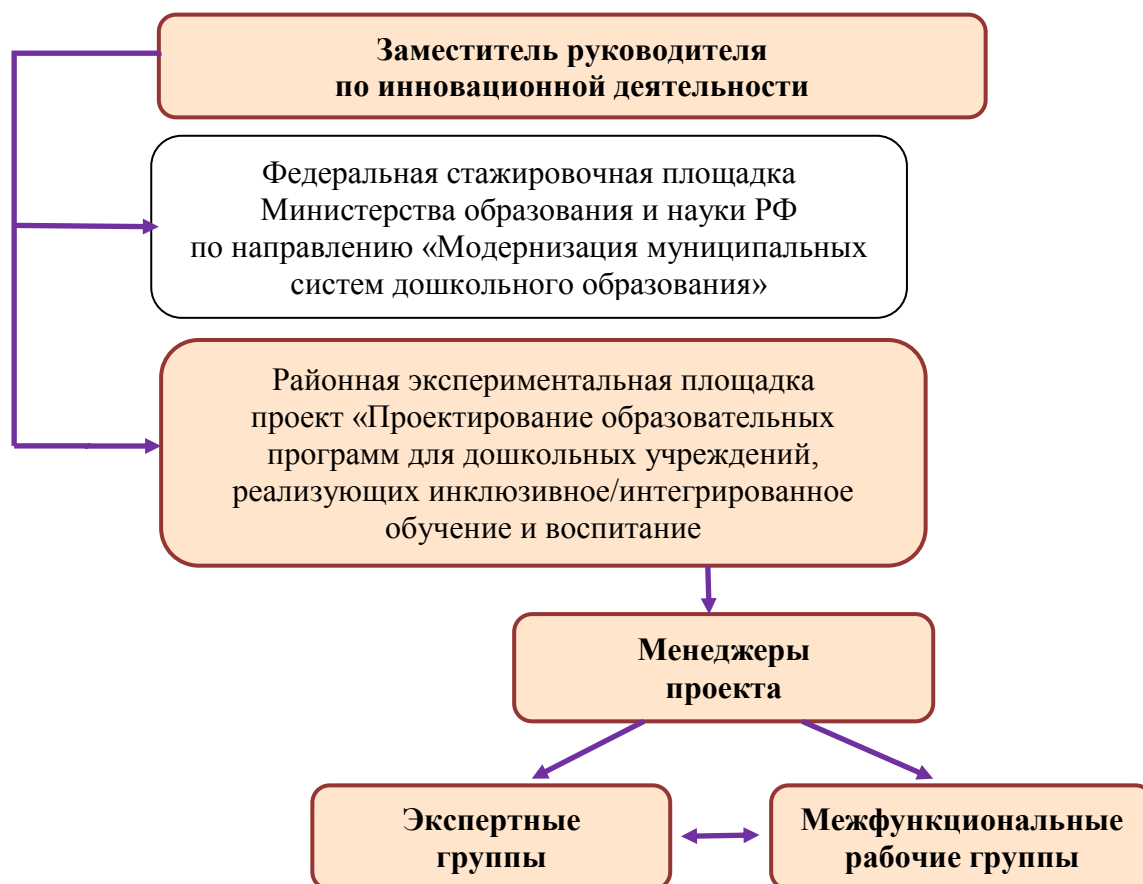 Заместитель руководителя
по инновационной деятельности
Федеральная стажировочная площадка
Министерства образования и науки РФ
по направлению «Модернизация муниципальных
систем дошкольного образования»
Районная экспериментальная площадка
проект «Проектирование образовательных
программ для дошкольных учреждений,
реализующих инклюзивное/интегрированное
обучение и воспитание
Менеджеры
проекта
Экспертные
группы
Межфункциональные
рабочие группы